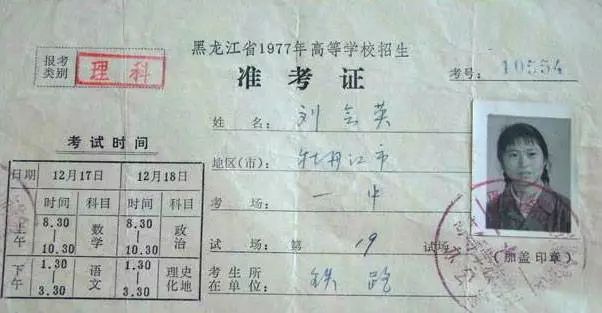 黑龙江省1977年高等学校招生
准考证
报考类别: 理科
考号: 10554
姓名: 刘会英
地区(市): 牡丹江市
考场: 一中
试场: 第19试场
考生所在单位: 铁路
(加盖印章)
考试时间
日期 12月17日 12月18日
时间 科目 时间 科目
上午 8.30—10.30 数学 8.30—10.30 政治
下午 1.30—3.30 语文 1.30—3.30 理化 史地